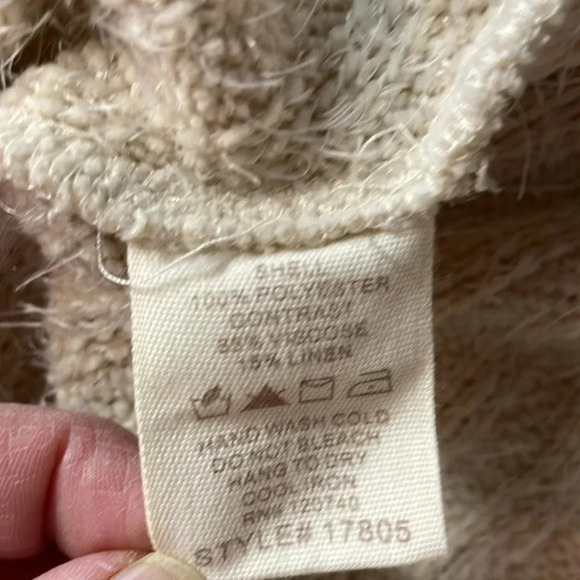 SHELL
100% POLYESTER
CONTRAST
85% VISCOSE
15% LINEN
HAND WASH COLD
DO NOT BLEACH
HANG TO DRY
COOL IRON
RN# 120740
STYLE# 17805